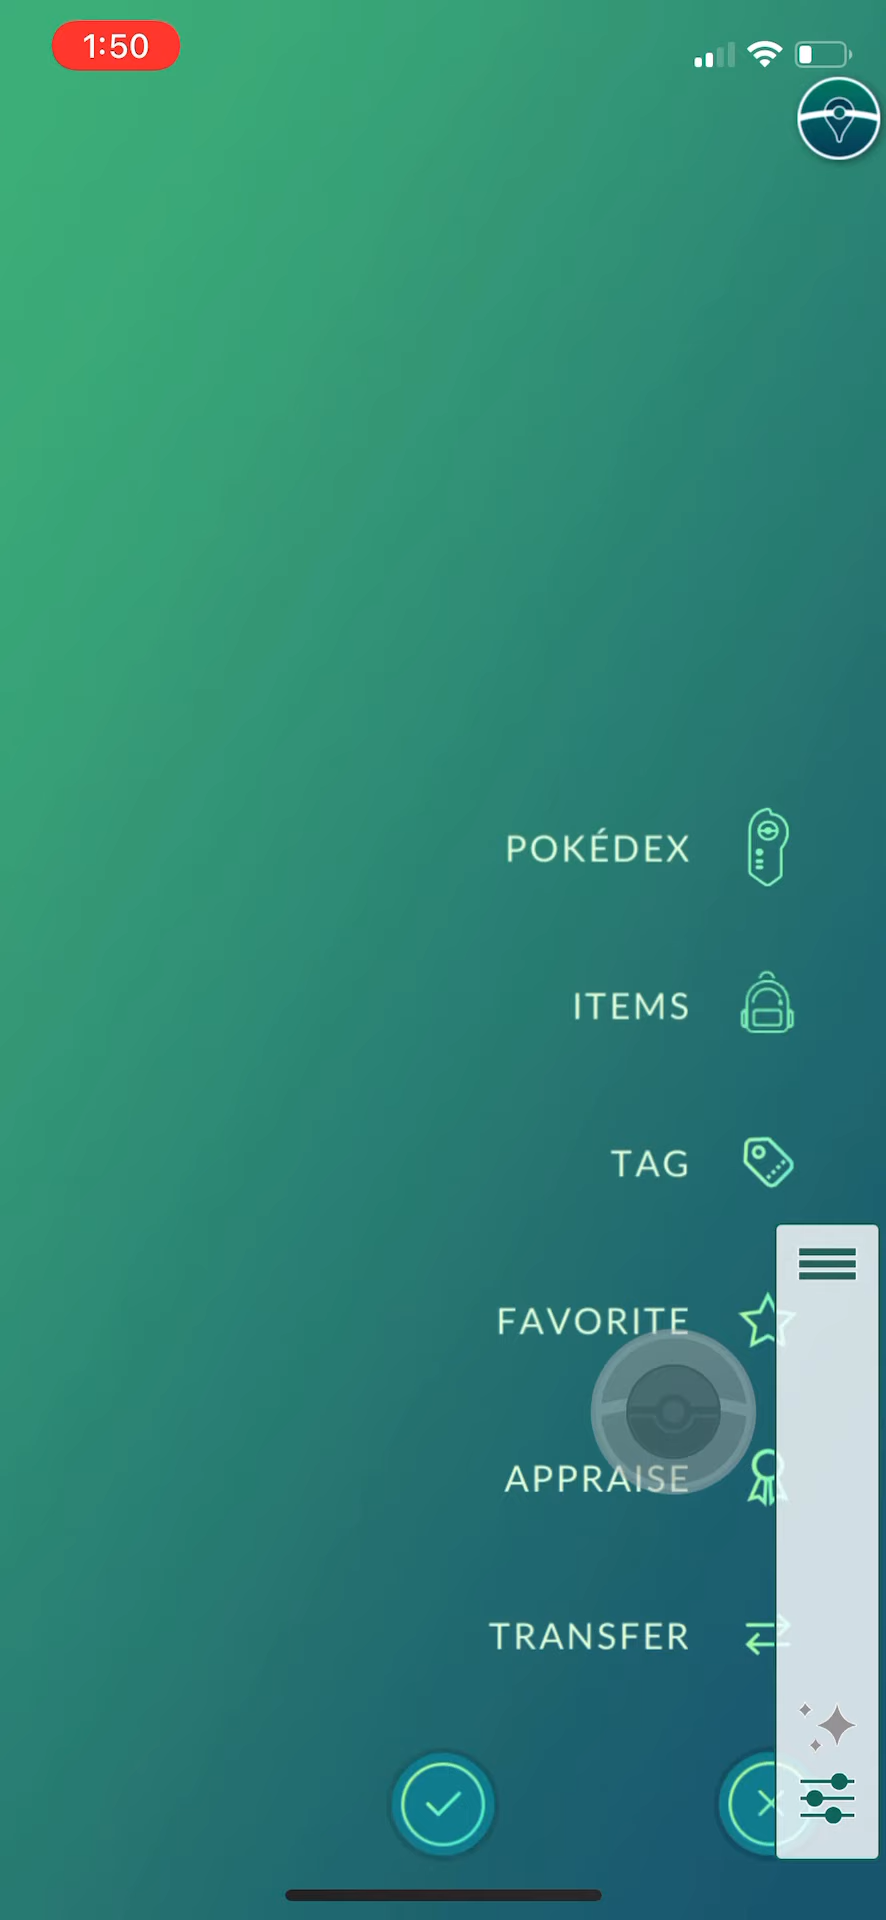 1:50
POKÉDEX
ITEMS
TAG
FAVORITE
APPRAISE
TRANSFER